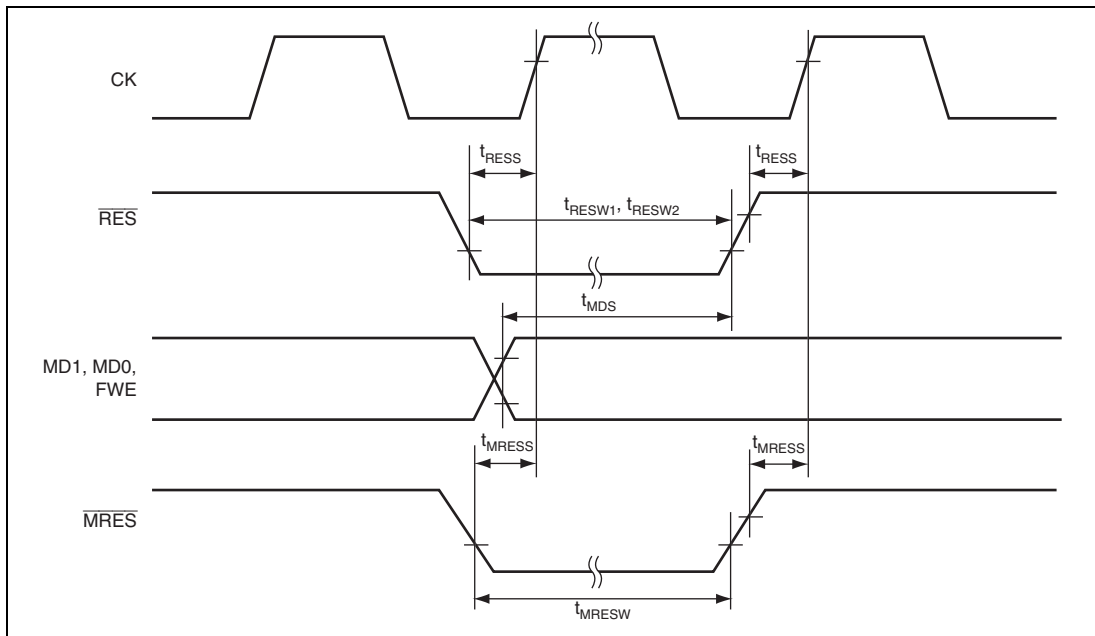 CK
tRESS
tRESS
RES
tRESW1, tRESW2
tMDS
MD1, MD0,
FWE
tMRESS
tMRESS
MRES
tMRESW